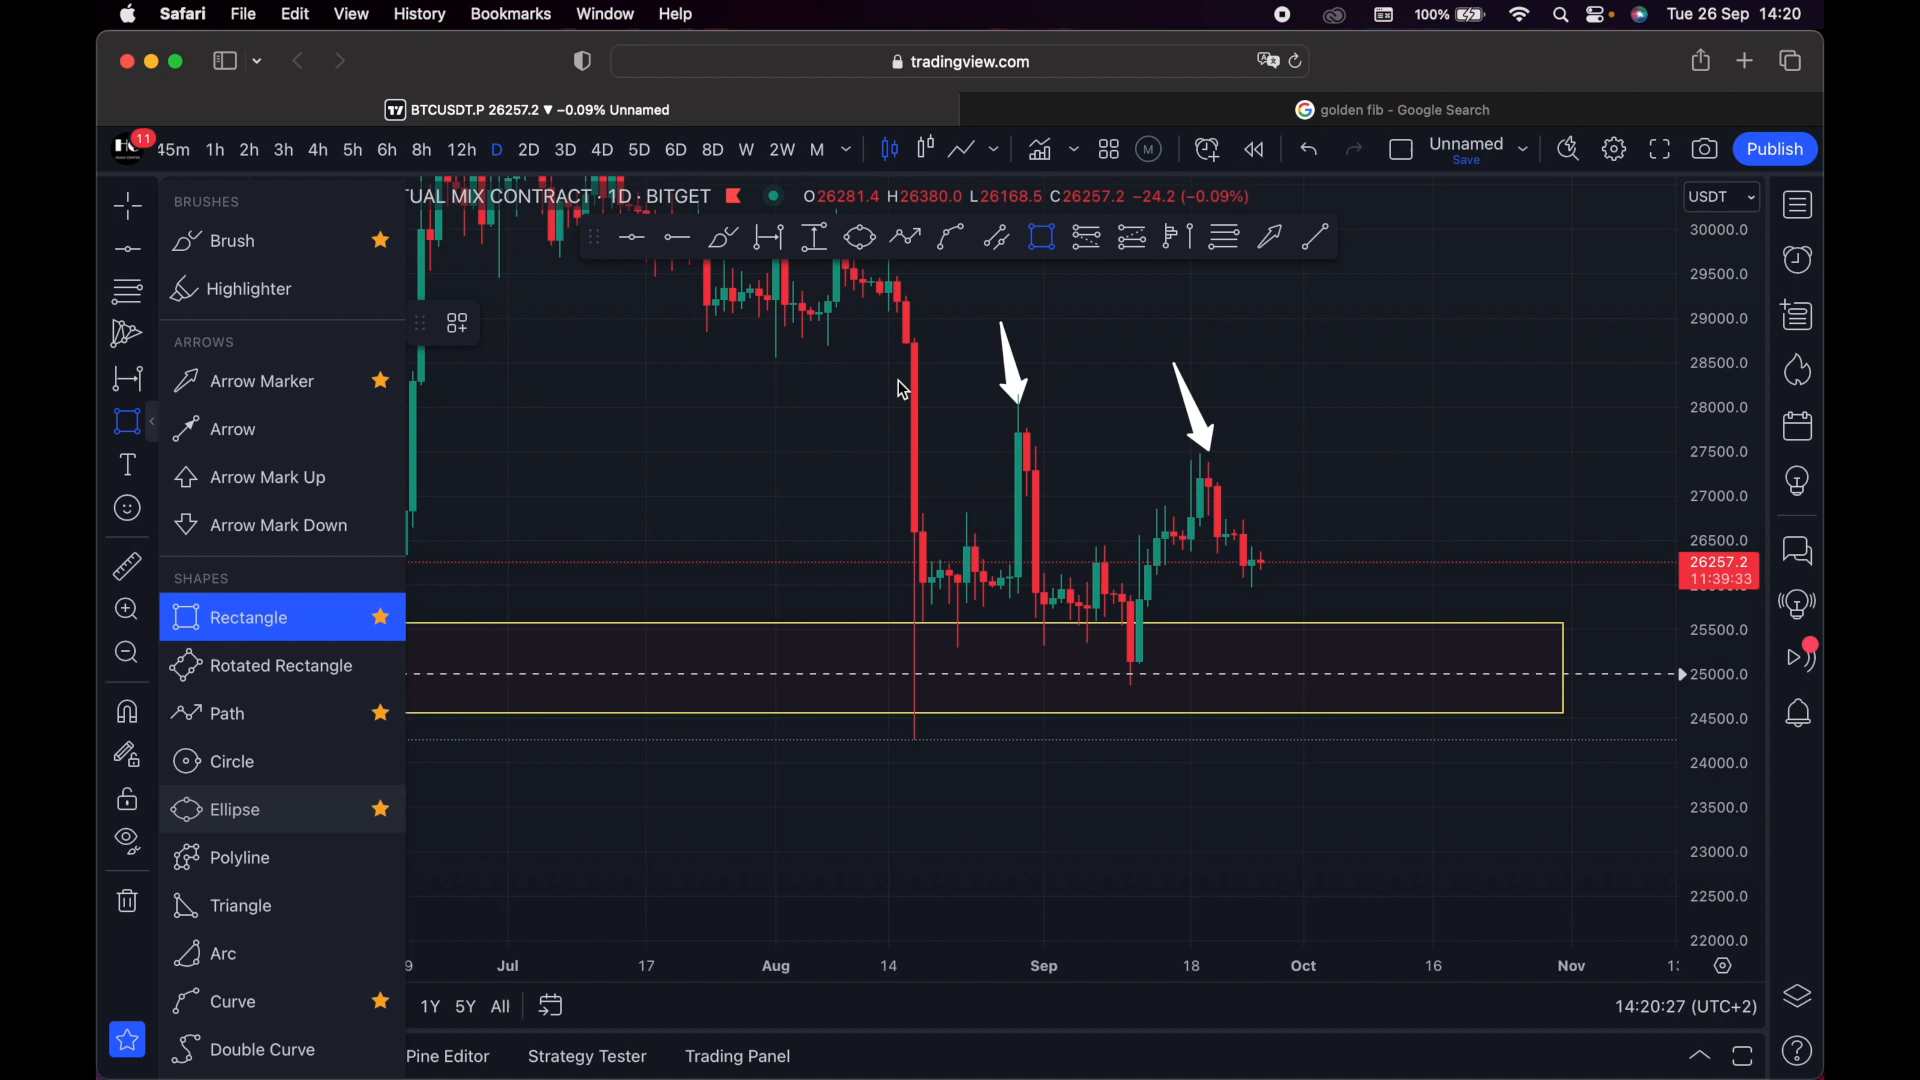 Safari File Edit View History Bookmarks Window Help 100% Tue 26 Sep 14:20
tradingview.com
BTCUSDT.P 26257.2 ▼ −0.09% Unnamed
golden fib - Google Search
11
45m 1h 2h 3h 4h 5h 6h 8h 12h D 2D 3D 4D 5D 6D 8D W 2W M
M
Unnamed
Save
Publish
BRUSHES
Brush
Highlighter
ARROWS
Arrow Marker
Arrow
Arrow Mark Up
Arrow Mark Down
SHAPES
Rectangle
Rotated Rectangle
Path
Circle
Ellipse
Polyline
Triangle
Arc
Curve
Double Curve
TUAL MIX CONTRACT · 1D · BITGET O26281.4 H26380.0 L26168.5 C26257.2 −24.2 (−0.09%)
USDT
30000.0
29500.0
29000.0
28500.0
28000.0
27500.0
27000.0
26500.0
26257.2
11:39:33
25500.0
25000.0
24500.0
24000.0
23500.0
23000.0
22500.0
22000.0
9 Jul 17 Aug 14 Sep 18 Oct 16 Nov
1Y 5Y All
14:20:27 (UTC+2)
Pine Editor Strategy Tester Trading Panel